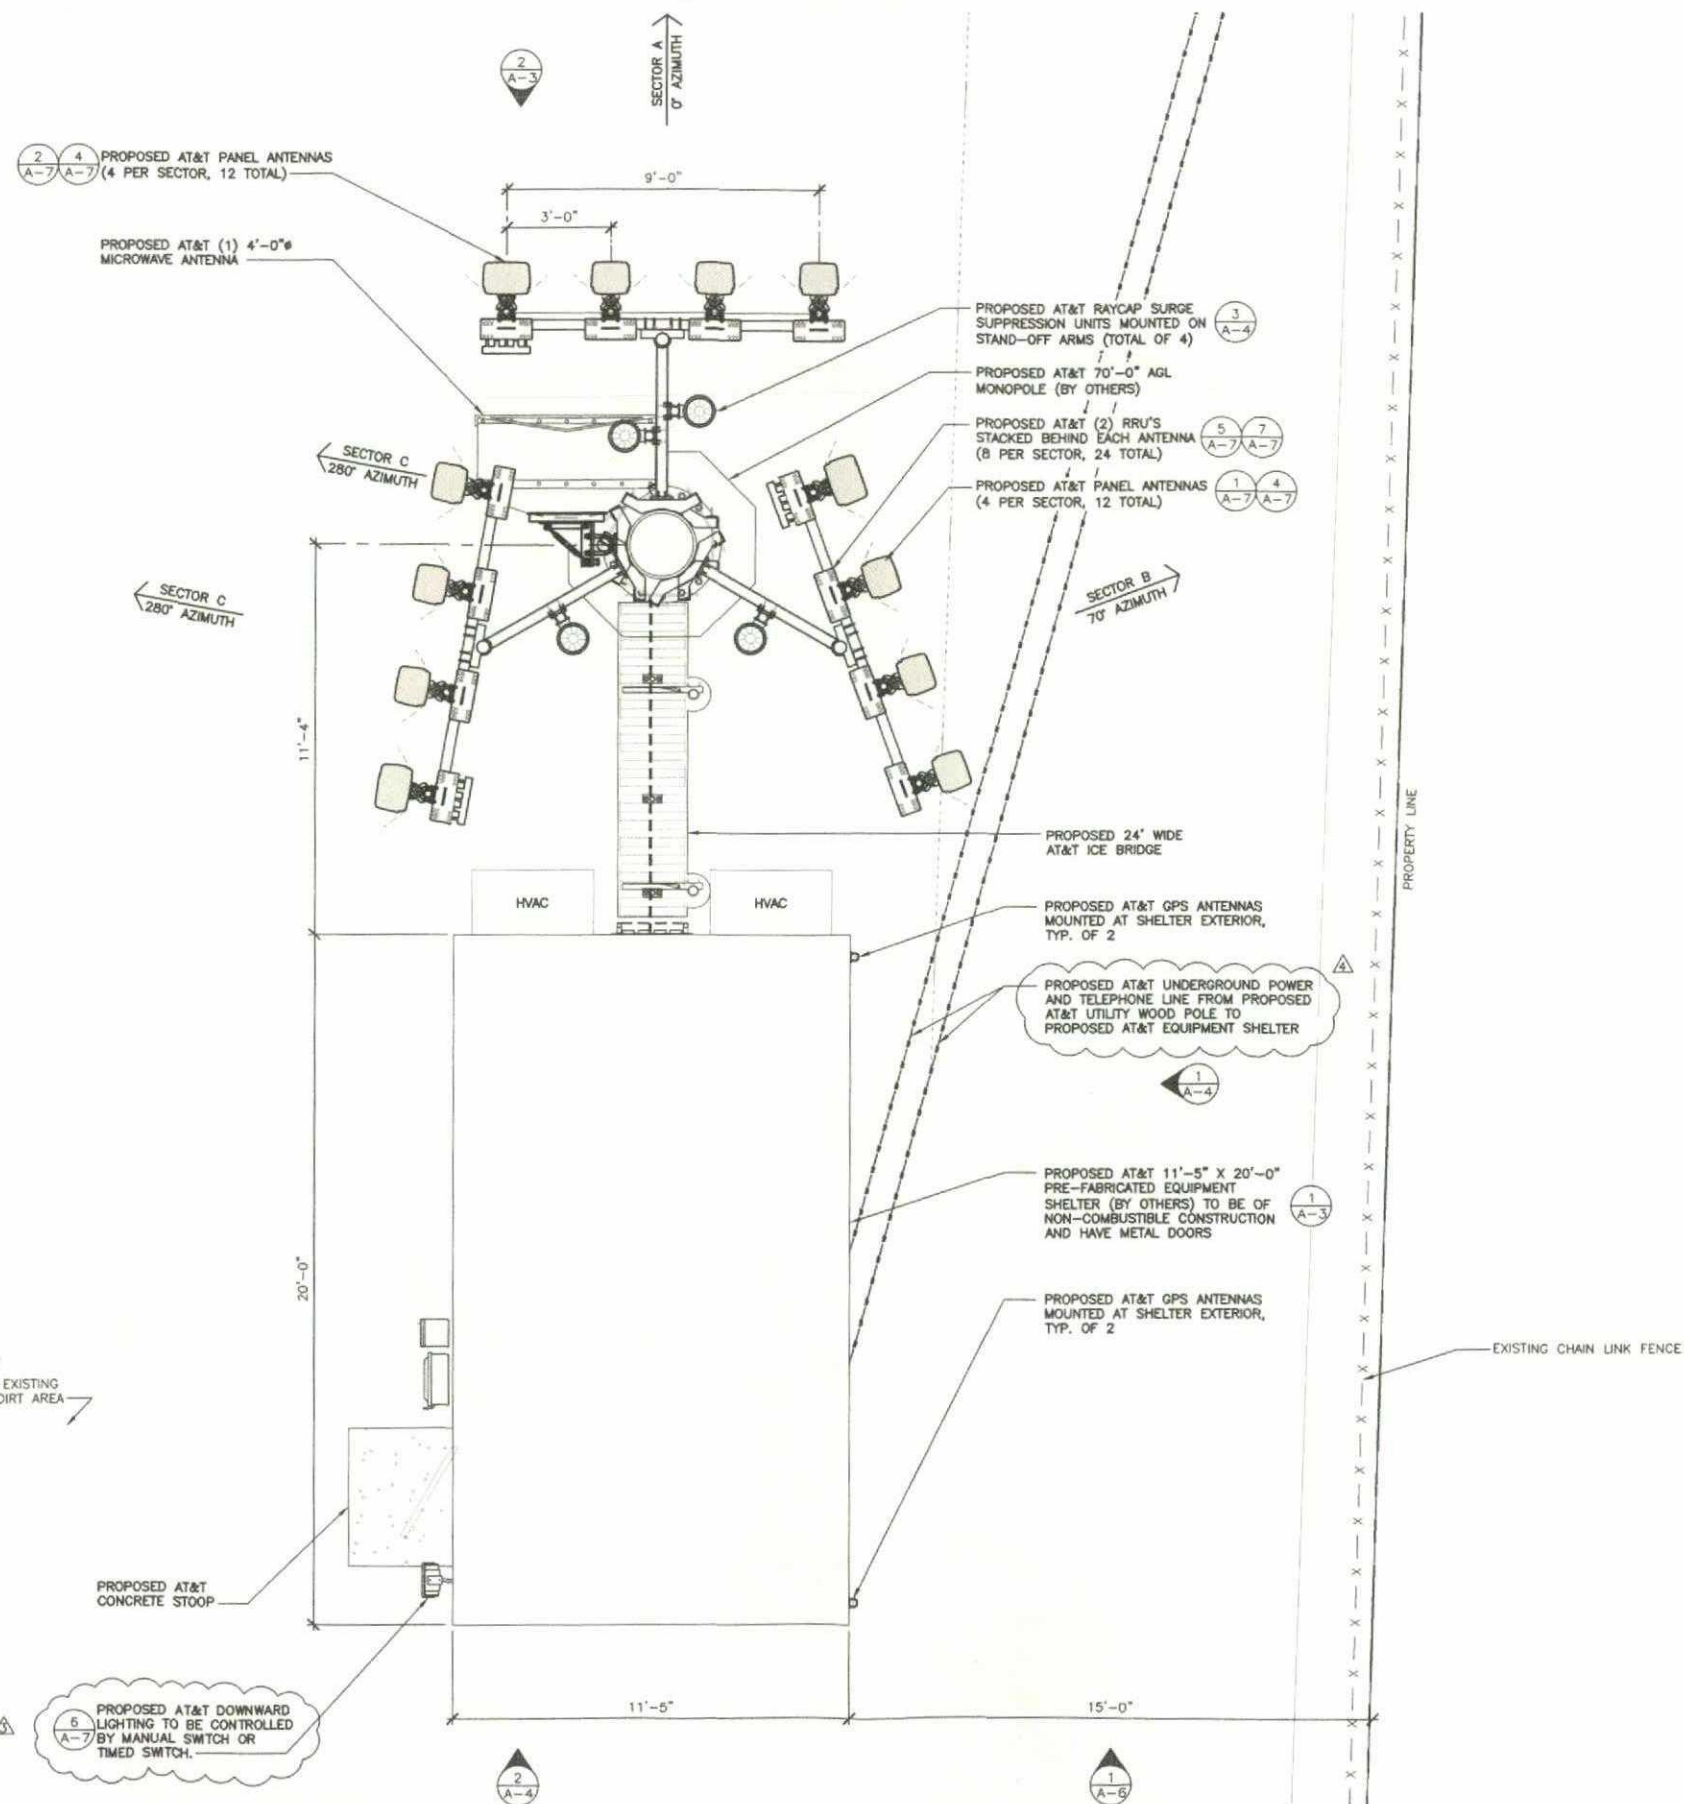 2
A-3
SECTOR A
0° AZIMUTH
2
A-7
4
A-7
PROPOSED AT&T PANEL ANTENNAS
(4 PER SECTOR, 12 TOTAL)
9'-0"
3'-0"
PROPOSED AT&T (1) 4'-0"ø
MICROWAVE ANTENNA
PROPOSED AT&T RAYCAP SURGE
SUPPRESSION UNITS MOUNTED ON
STAND-OFF ARMS (TOTAL OF 4)
3
A-4
PROPOSED AT&T 70'-0" AGL
MONOPOLE (BY OTHERS)
PROPOSED AT&T (2) RRU'S
STACKED BEHIND EACH ANTENNA
(8 PER SECTOR, 24 TOTAL)
5
A-7
7
A-7
SECTOR C
280° AZIMUTH
PROPOSED AT&T PANEL ANTENNAS
(4 PER SECTOR, 12 TOTAL)
1
A-7
4
A-7
SECTOR C
280° AZIMUTH
SECTOR B
70° AZIMUTH
11'-4"
PROPERTY LINE
PROPOSED 24' WIDE
AT&T ICE BRIDGE
HVAC
HVAC
PROPOSED AT&T GPS ANTENNAS
MOUNTED AT SHELTER EXTERIOR,
TYP. OF 2
4
PROPOSED AT&T UNDERGROUND POWER
AND TELEPHONE LINE FROM PROPOSED
AT&T UTILITY WOOD POLE TO
PROPOSED AT&T EQUIPMENT SHELTER
1
A-4
PROPOSED AT&T 11'-5" X 20'-0"
PRE-FABRICATED EQUIPMENT
SHELTER (BY OTHERS) TO BE OF
NON-COMBUSTIBLE CONSTRUCTION
AND HAVE METAL DOORS
1
A-3
20'-0"
PROPOSED AT&T GPS ANTENNAS
MOUNTED AT SHELTER EXTERIOR,
TYP. OF 2
EXISTING CHAIN LINK FENCE
EXISTING
DIRT AREA
PROPOSED AT&T
CONCRETE STOOP
6
A-7
PROPOSED AT&T DOWNWARD
LIGHTING TO BE CONTROLLED
BY MANUAL SWITCH OR
TIMED SWITCH.
11'-5"
15'-0"
2
A-4
1
A-6